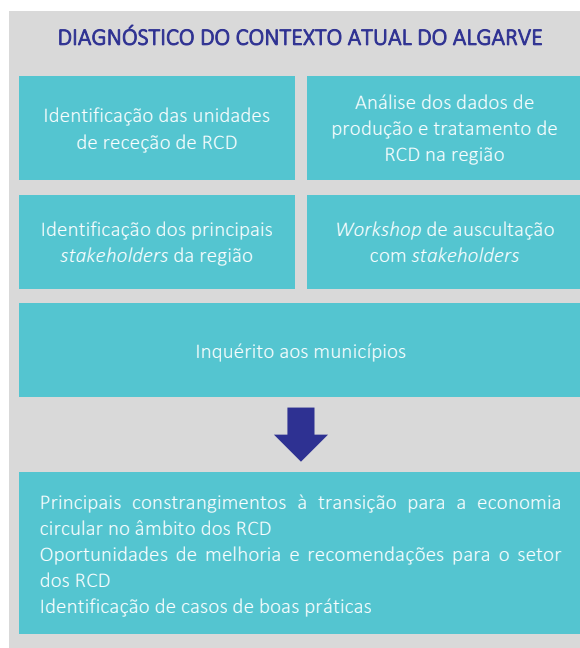 DIAGNÓSTICO DO CONTEXTO ATUAL DO ALGARVE
Identificação das unidades
de receção de RCD
Análise dos dados de
produção e tratamento de
RCD na região
Identificação dos principais
stakeholders da região
Workshop de auscultação
com stakeholders
Inquérito aos municípios
Principais constrangimentos à transição para a economia
circular no âmbito dos RCD
Oportunidades de melhoria e recomendações para o setor
dos RCD
Identificação de casos de boas práticas